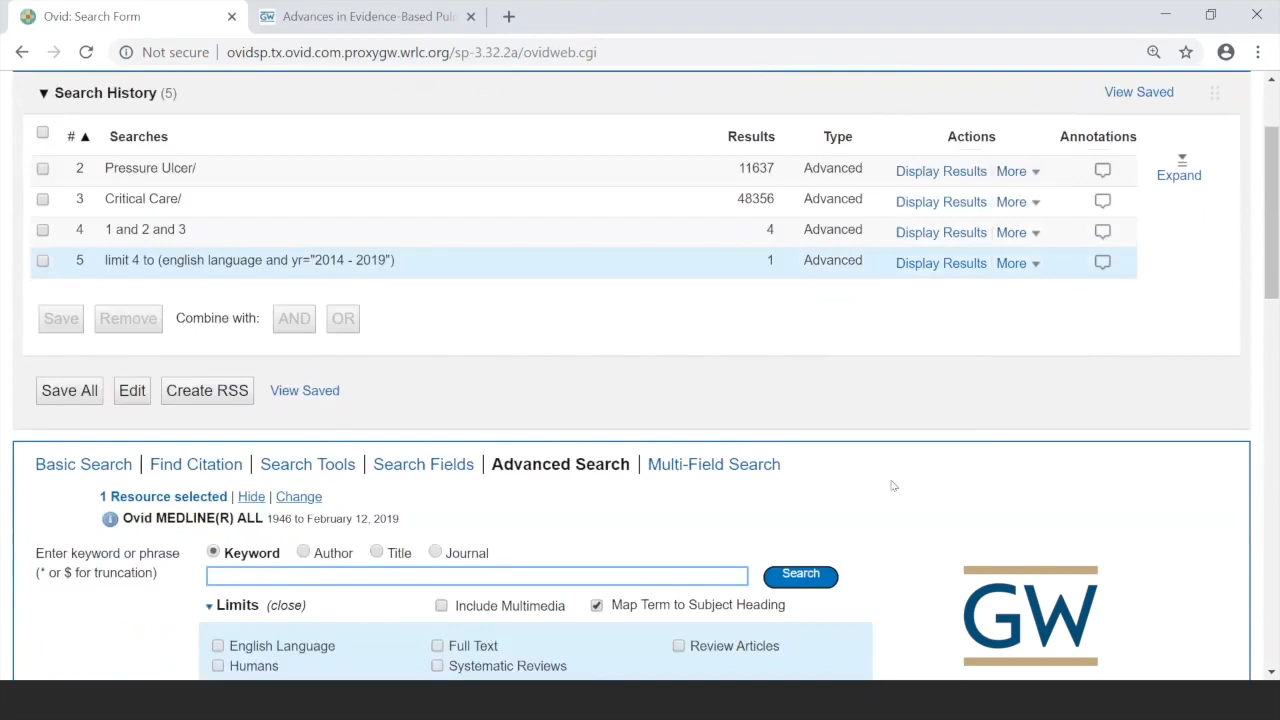 Ovid: Search Form
GW Advances in Evidence-Based Pul
Not secure | ovidsp.tx.ovid.com.proxygw.wrlc.org/sp-3.32.2a/ovidweb.cgi
▼ Search History (5) View Saved
# ▲ Searches Results Type Actions Annotations
2 Pressure Ulcer/ 11637 Advanced Display Results More
Expand
3 Critical Care/ 48356 Advanced Display Results More
4 1 and 2 and 3 4 Advanced Display Results More
5 limit 4 to (english language and yr="2014 - 2019") 1 Advanced Display Results More
Save Remove Combine with: AND OR
Save All Edit Create RSS View Saved
Basic Search | Find Citation | Search Tools | Search Fields | Advanced Search | Multi-Field Search
1 Resource selected | Hide | Change
Ovid MEDLINE(R) ALL 1946 to February 12, 2019
Enter keyword or phrase
(* or $ for truncation)
Keyword Author Title Journal
Search
Limits (close) Include Multimedia Map Term to Subject Heading
English Language Full Text Review Articles
Humans Systematic Reviews
GW